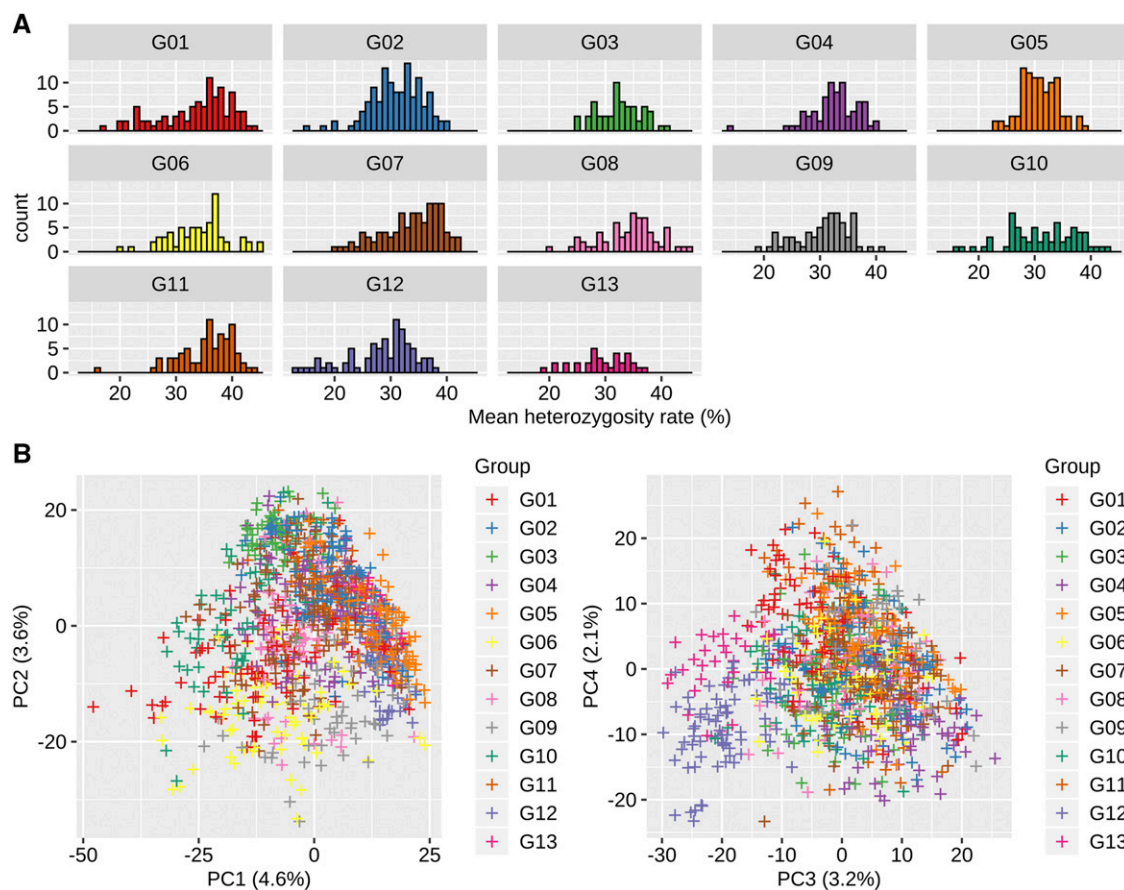 A
G01 G02 G03 G04 G05
10
5
0
G06 G07 G08 G09 G10
count
10
5
0
20 30 40 20 30 40
G11 G12 G13
10
5
0
20 30 40 20 30 40 20 30 40
Mean heterozygosity rate (%)
B
PC2 (3.6%)
20
0
-20
-50 -25 0 25
PC1 (4.6%)
Group
G01
G02
G03
G04
G05
G06
G07
G08
G09
G10
G11
G12
G13
PC4 (2.1%)
20
10
0
-10
-20
-30 -20 -10 0 10 20
PC3 (3.2%)
Group
G01
G02
G03
G04
G05
G06
G07
G08
G09
G10
G11
G12
G13